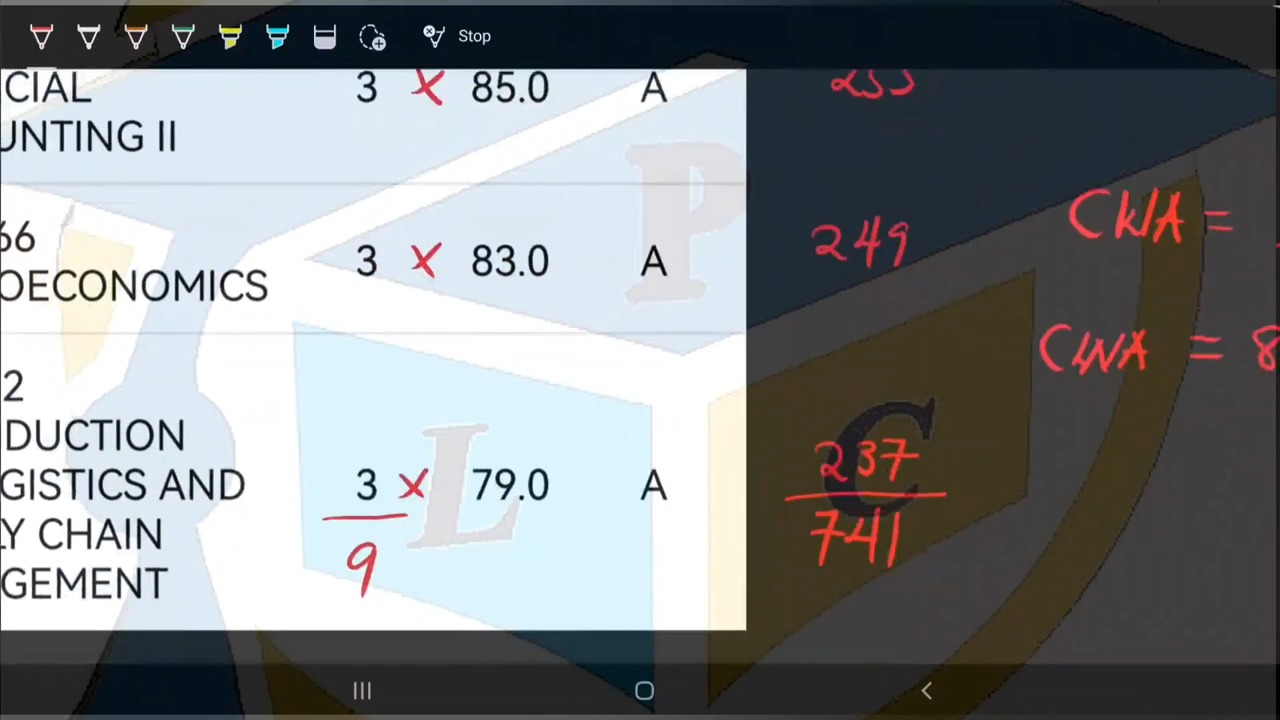 Stop
CIAL 3 × 85.0 A 255
UNTING II
66
OECONOMICS 3 × 83.0 A 249
CWA =
CWA = 8
2
DUCTION
GISTICS AND 3 × 79.0 A 237
LY CHAIN
GEMENT 9 741
P
L
C